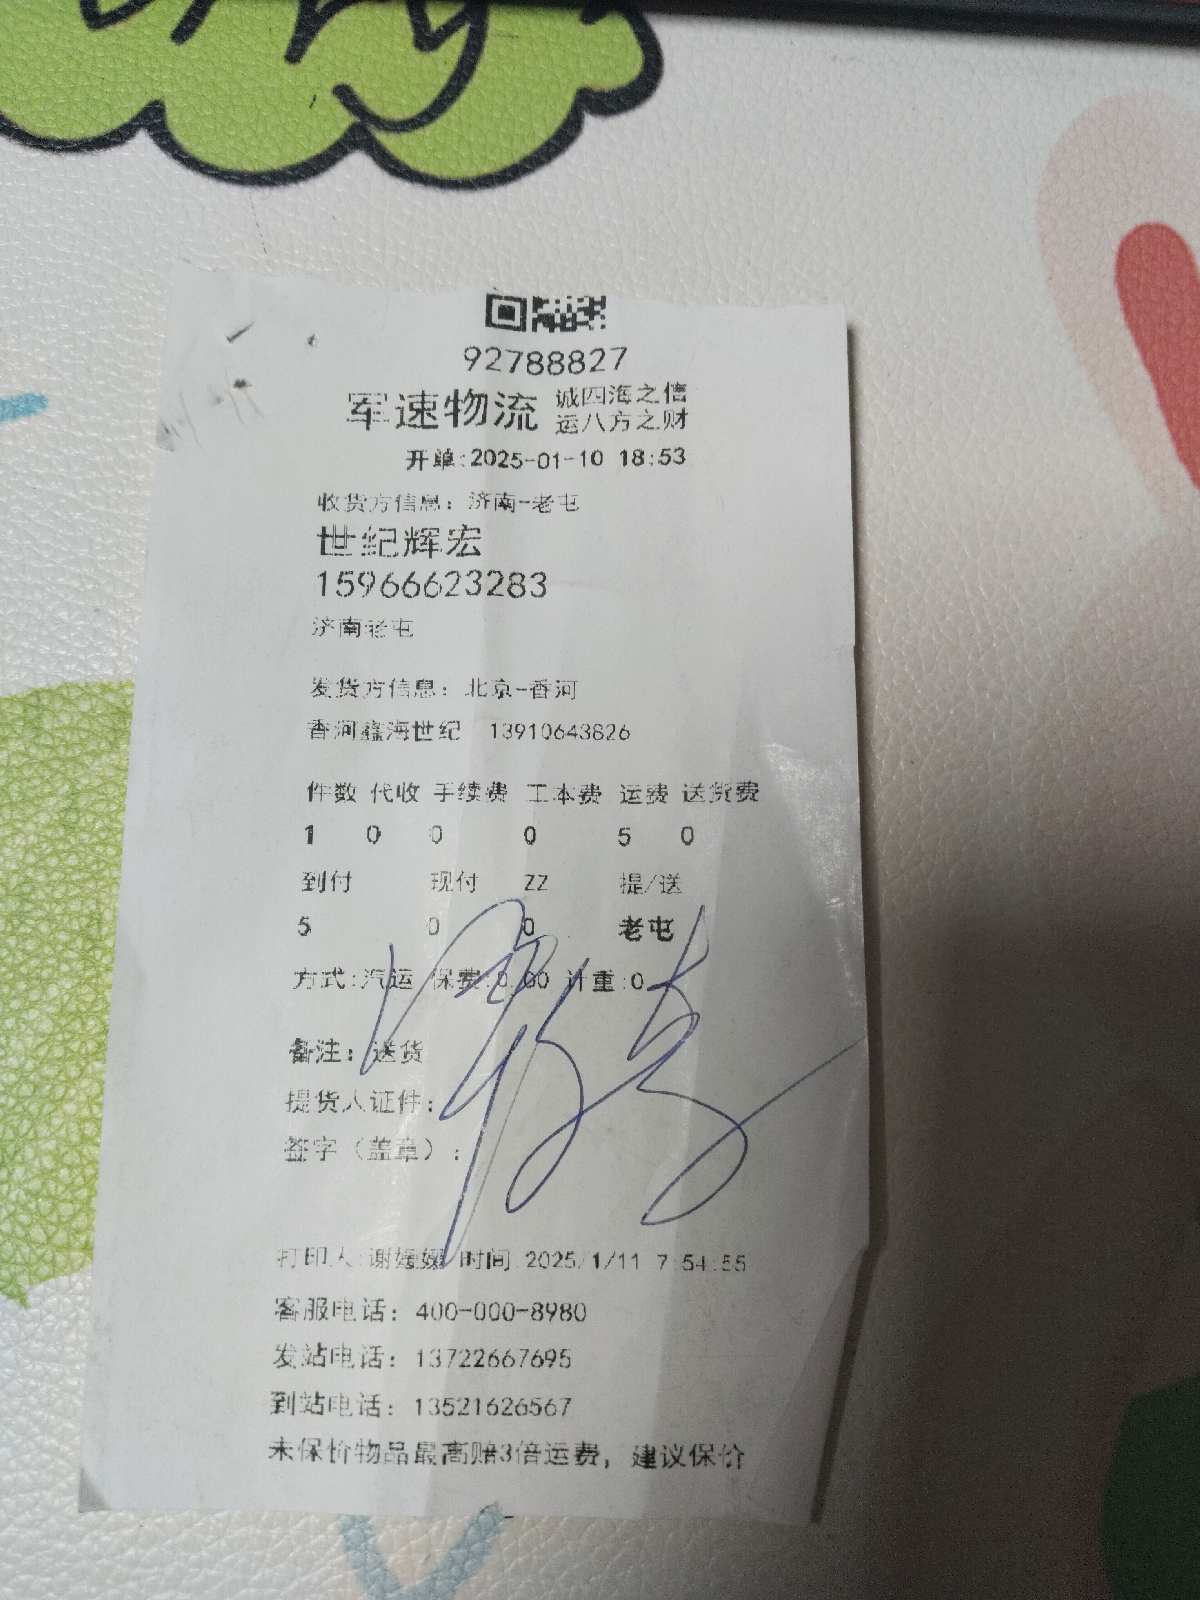 92788827
军速物流 诚四海之信
运八方之财
开单:2025-01-10 18:53
收货方信息：济南-老屯
世纪辉宏
15966623283
济南老屯
发货方信息：北京-香河
香河鑫海世纪 13910643826
件数 代收 手续费 工本费 运费 送货费
1 0 0 0 5 0
到付 现付 ZZ 提/送
5 0 0 老屯
方式:汽运 保费:0.00 计重:0
备注：送货
提货人证件：
签字（盖章）：
打印人:谢媛媛 时间:2025/1/11 7:54:55
客服电话：400-000-8980
发站电话：13722667695
到站电话：13521626567
未保价物品最高赔3倍运费，建议保价